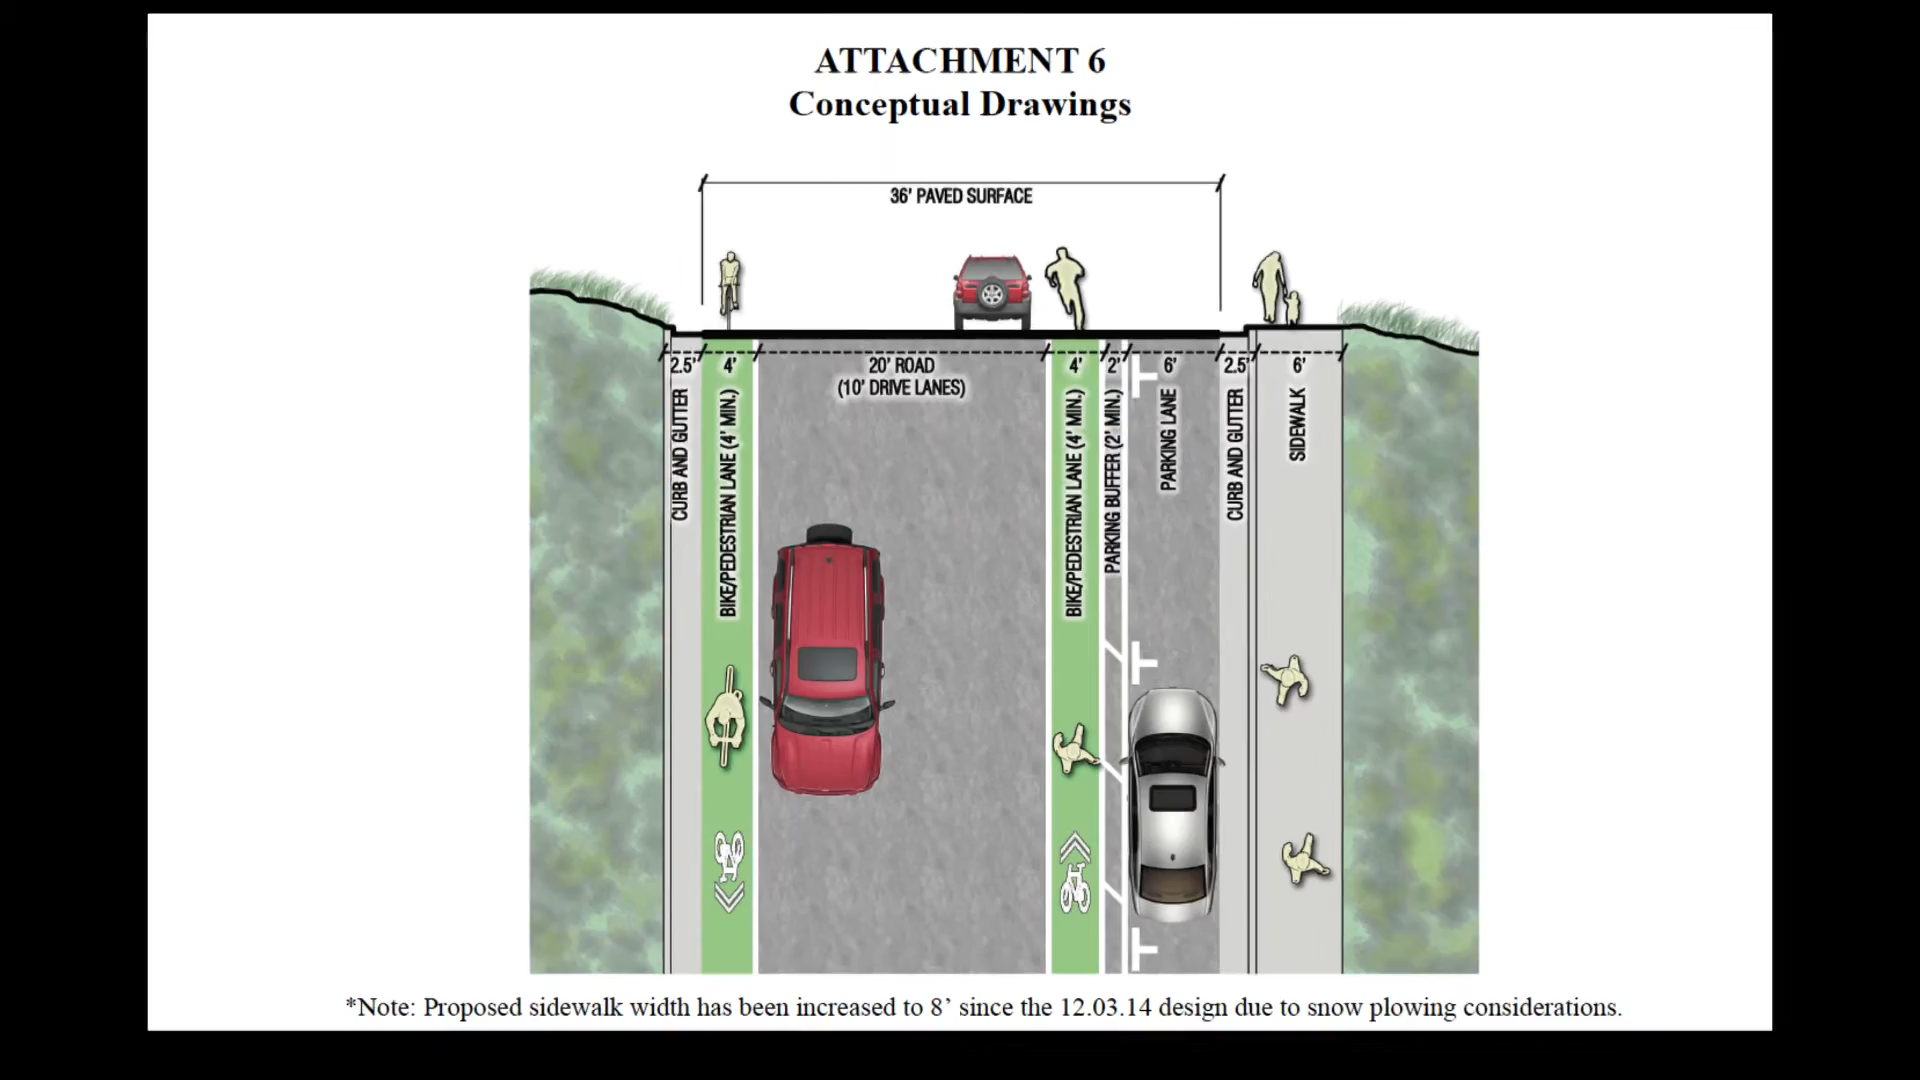 ATTACHMENT 6
Conceptual Drawings
36' PAVED SURFACE
2.5'
4'
20' ROAD
(10' DRIVE LANES)
4'
2'
6'
2.5'
6'
CURB AND GUTTER
BIKE/PEDESTRIAN LANE (4' MIN.)
BIKE/PEDESTRIAN LANE (4' MIN.)
PARKING BUFFER (2' MIN.)
PARKING LANE
CURB AND GUTTER
SIDEWALK
*Note: Proposed sidewalk width has been increased to 8’ since the 12.03.14 design due to snow plowing considerations.